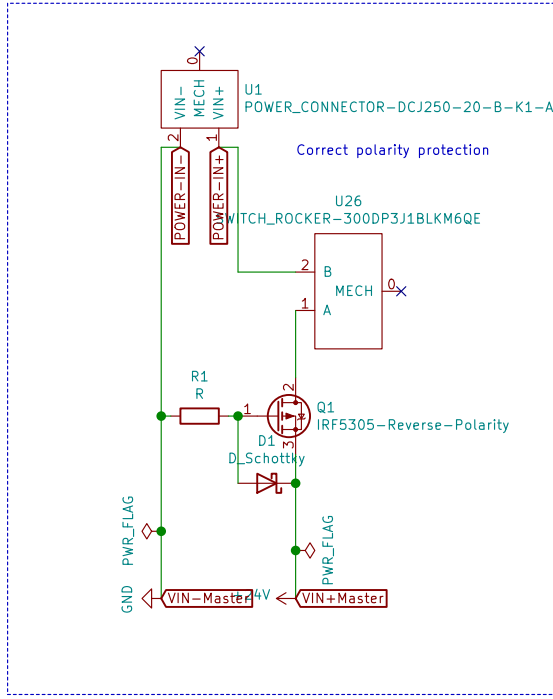 0
VIN-
MECH
VIN+
U1
POWER_CONNECTOR-DCJ250-20-B-K1-A
2
1
Correct polarity protection
POWER-IN-
POWER-IN+
U26
WITCH_ROCKER-300DP3J1BLKM6QE
2
B
MECH
0
1
A
R1
R
1
2
Q1
IRF5305-Reverse-Polarity
3
D1
D_Schottky
PWR_FLAG
PWR_FLAG
GND
VIN-Master
24V
VIN+Master